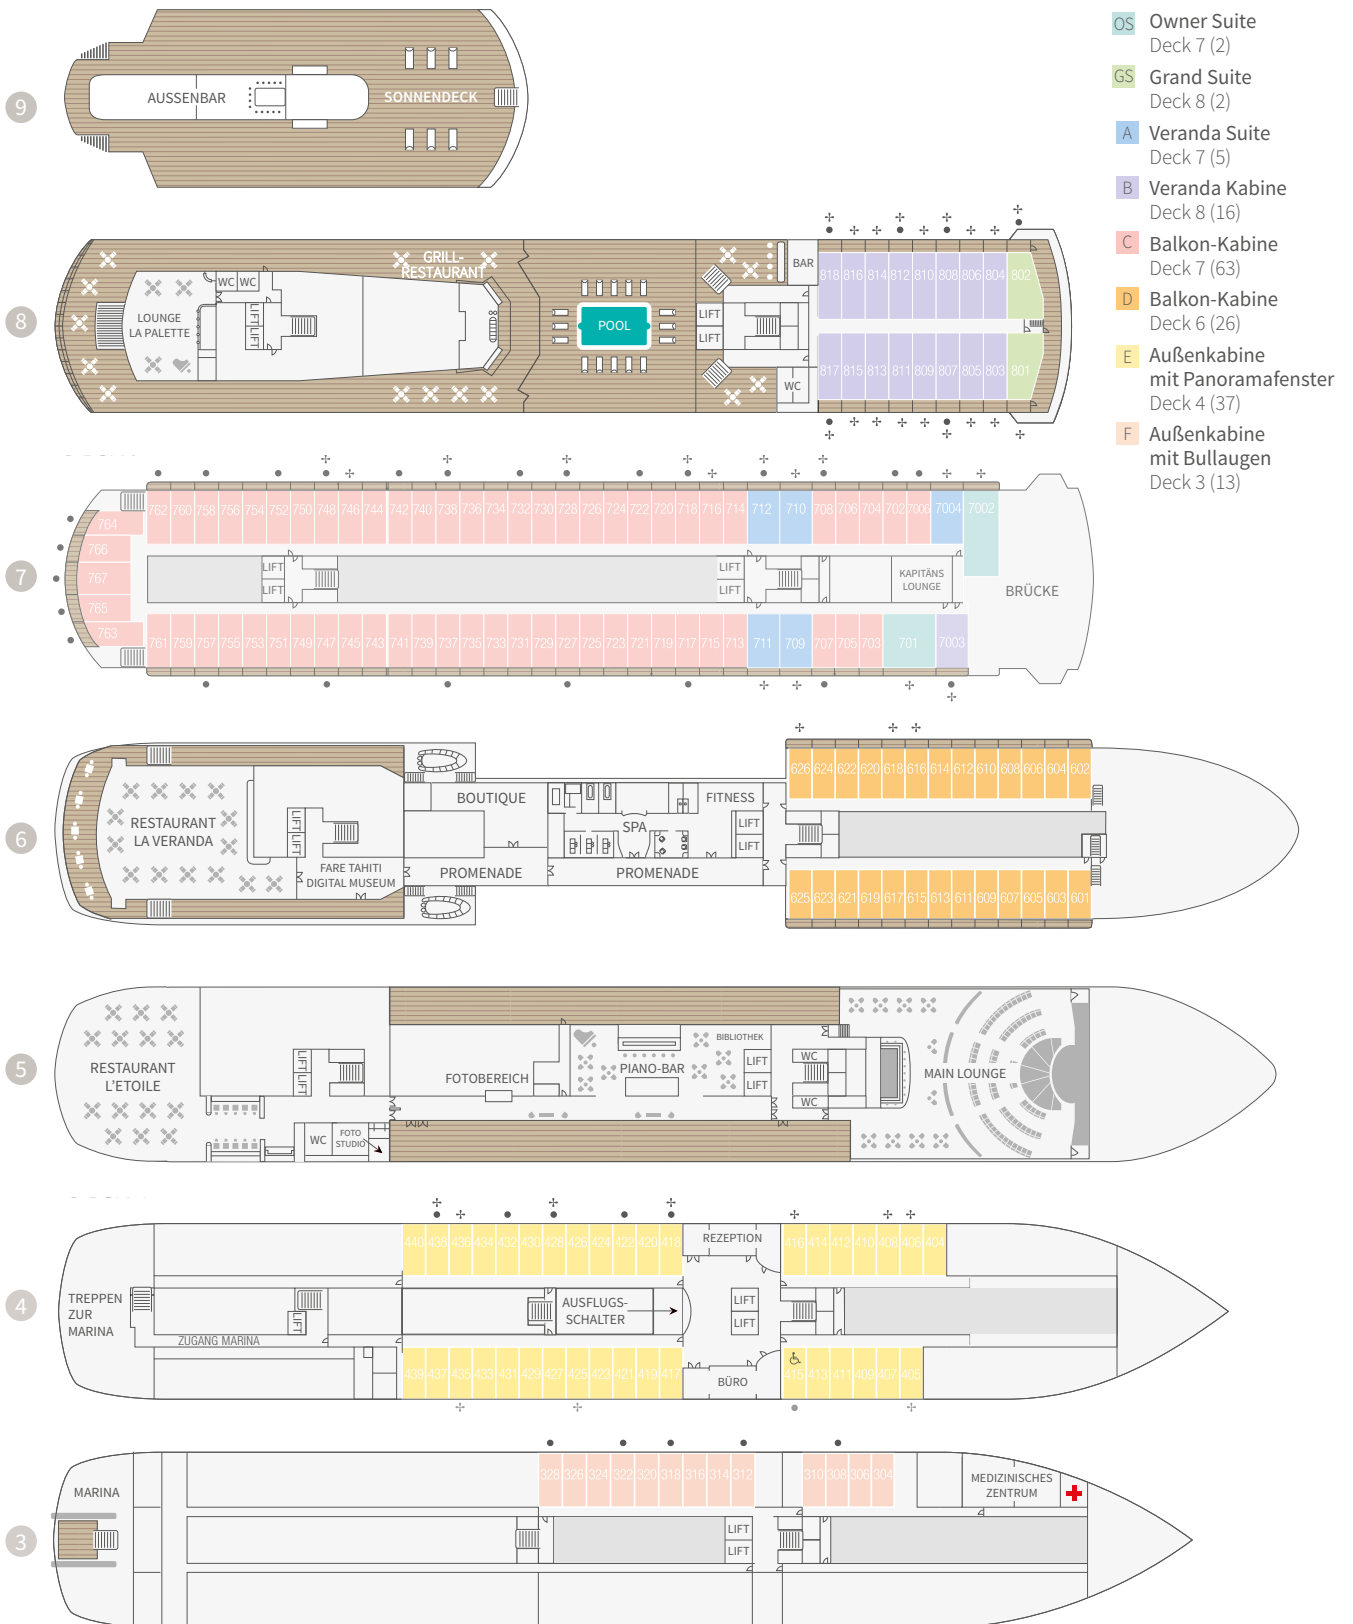 OS Owner Suite
Deck 7 (2)
GS Grand Suite
Deck 8 (2)
A Veranda Suite
Deck 7 (5)
B Veranda Kabine
Deck 8 (16)
C Balkon-Kabine
Deck 7 (63)
D Balkon-Kabine
Deck 6 (26)
E Außenkabine
mit Panoramafenster
Deck 4 (37)
F Außenkabine
mit Bullaugen
Deck 3 (13)
9
AUSSENBAR
SONNENDECK
8
GRILL-
RESTAURANT
BAR
818 816 814 812 810 808 806 804 802
WC WC
LOUNGE
LA PALETTE
LIFT
LIFT
POOL
LIFT
LIFT
WC
817 815 813 811 809 807 805 803 801
7
762 760 758 756 754 752 750 748 746 744 742 740 738 736 734 732 730 728 726 724 722 720 718 716 714 712 710 708 706 704 702 7006 7004 7002
764
766
767
765
763
LIFT
LIFT
LIFT
LIFT
KAPITÄNS
LOUNGE
BRÜCKE
761 759 757 755 753 751 749 747 745 743 741 739 737 735 733 731 729 727 725 723 721 719 717 715 713 711 709 707 705 703 701 7003
6
626 624 622 620 618 616 614 612 610 608 606 604 602
BOUTIQUE
FITNESS
RESTAURANT
LA VERANDA
LIFT
LIFT
SPA
LIFT
LIFT
FARE TAHITI
DIGITAL MUSEUM
PROMENADE
PROMENADE
625 623 621 619 617 615 613 611 609 607 605 603 601
5
RESTAURANT
L'ETOILE
LIFT
LIFT
FOTOBEREICH
PIANO-BAR
BIBLIOTHEK
LIFT
LIFT
WC
WC
MAIN LOUNGE
F
WC
FOTO
STUDIO
4
440 438 436 434 432 430 428 426 424 422 420 418
REZEPTION
416 414 412 410 408 406 404
TREPPEN
ZUR
MARINA
LIFT
AUSFLUGS-
SCHALTER
LIFT
LIFT
ZUGANG MARINA
439 437 435 433 431 429 427 425 423 421 419 417
BÜRO
415 413 411 409 407 405
3
MARINA
328 326 324 322 320 318 316 314 312
310 308 306 304
MEDIZINISCHES
ZENTRUM
LIFT
LIFT